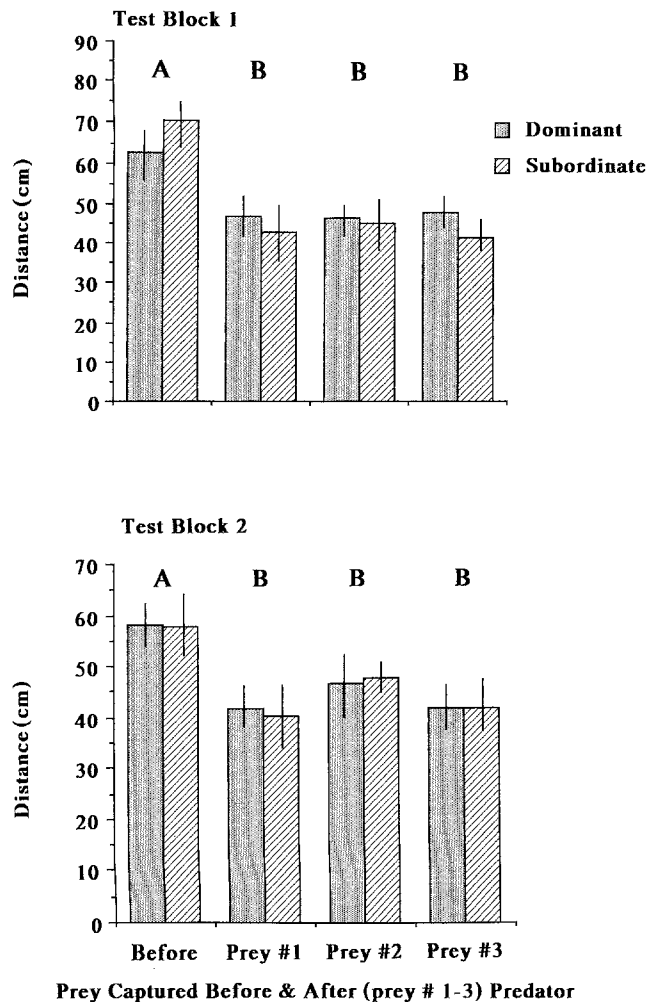 Test Block 1
90
80
70
60
50
40
30
20
10
0
Distance (cm)
A B B B
Dominant
Subordinate
Test Block 2
70
60
50
40
30
20
10
0
Distance (cm)
A B B B
Before Prey #1 Prey #2 Prey #3
Prey Captured Before & After (prey # 1-3) Predator